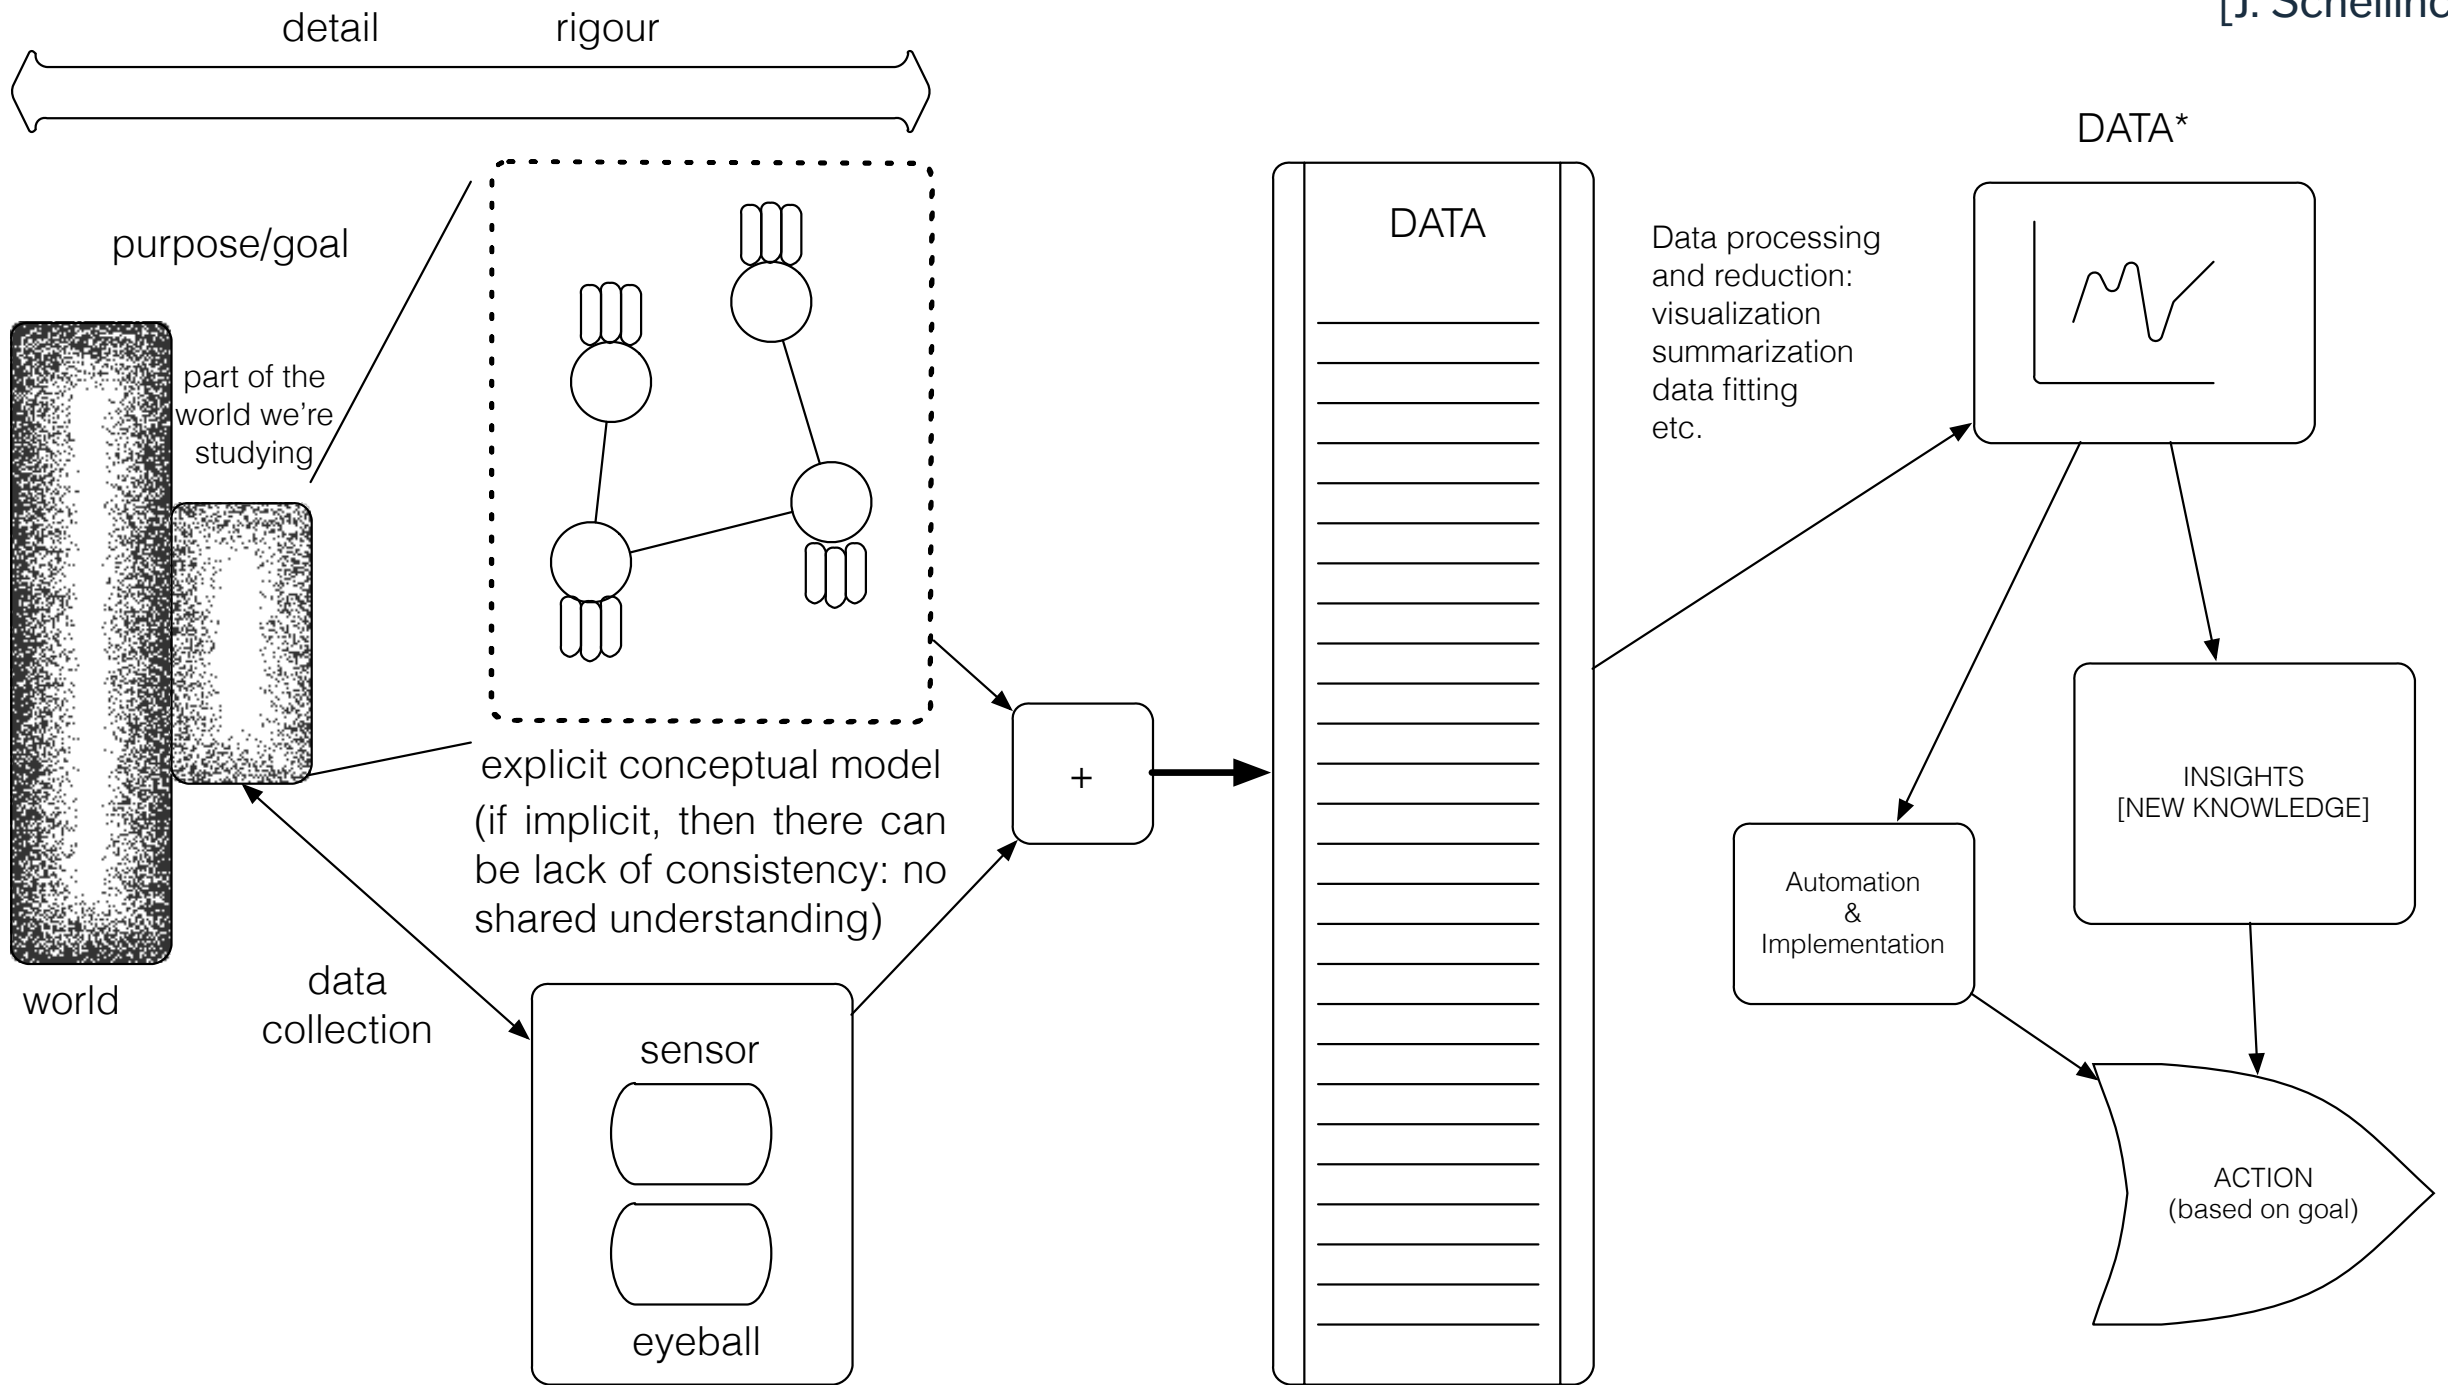 [J. Schellinc
detail
rigour
purpose/goal
part of the
world we're
studying
world
explicit conceptual model
(if implicit, then there can
be lack of consistency: no
shared understanding)
data
collection
sensor
eyeball
+
DATA
Data processing
and reduction:
visualization
summarization
data fitting
etc.
DATA*
Automation
&
Implementation
INSIGHTS
[NEW KNOWLEDGE]
ACTION
(based on goal)